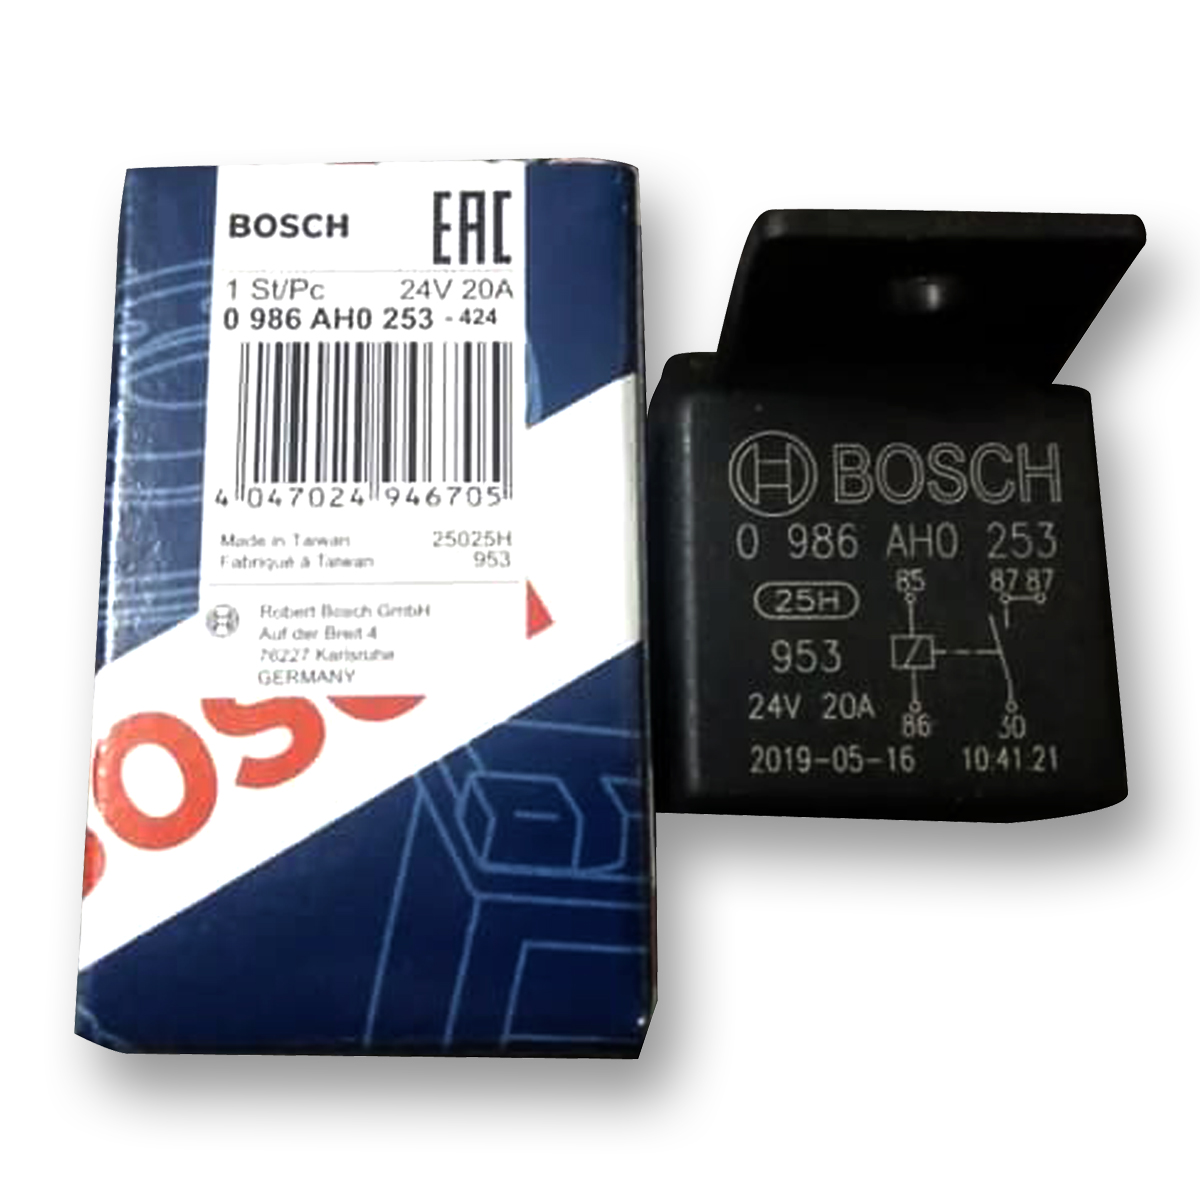 BOSCH
EAC
1 St/Pc 24V 20A
0 986 AH0 253 - 424
4 047024 946705
Made in Taiwan 25025H
Fabriqué à Taiwan 953
Robert Bosch GmbH
Auf der Breit 4
76227 Karlsruhe
GERMANY
BOSCH
BOSCH
0 986 AH0 253
85 87 87
25H
953
24V 20A
86 30
2019-05-16 10:41:21